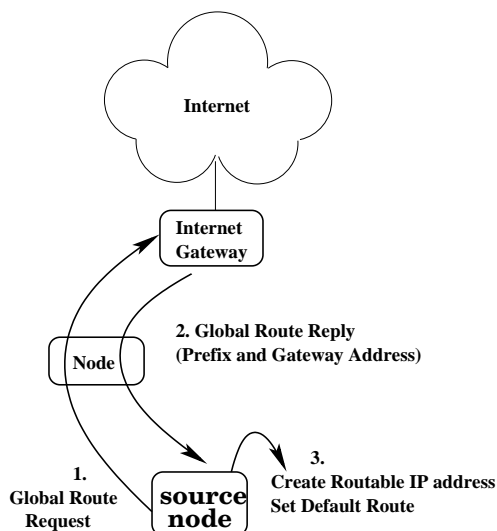 Internet
Internet
Gateway
2. Global Route Reply
(Prefix and Gateway Address)
Node
1.
Global Route
Request
source
node
3.
Create Routable IP address
Set Default Route